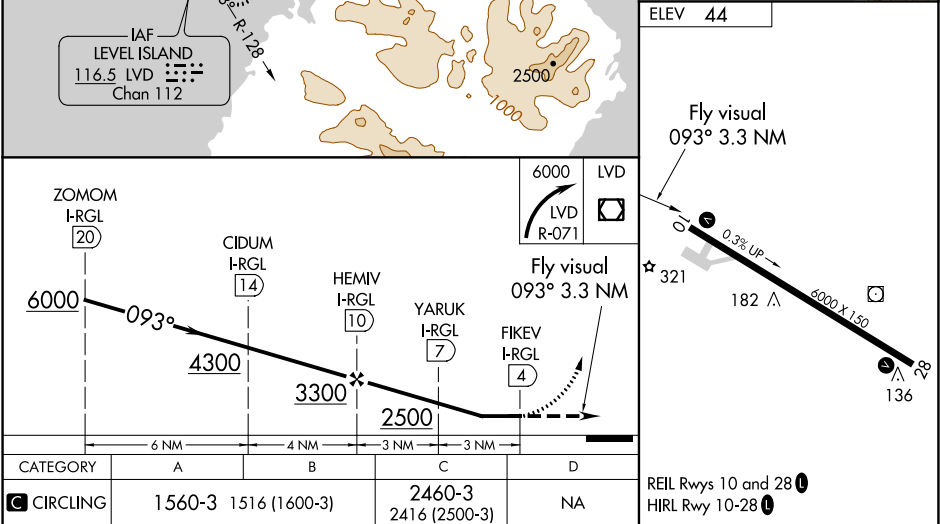 R-128
IAF
LEVEL ISLAND
116.5 LVD
Chan 112
2500
1000
ELEV 44
Fly visual
093° 3.3 NM
10
V
0.3% UP
321
182
6000 X 150
V
28
136
REIL Rwys 10 and 28 L
HIRL Rwy 10-28 L
6000
LVD
LVD
R-071
ZOMOM
I-RGL
20
CIDUM
I-RGL
14
HEMIV
I-RGL
10
YARUK
I-RGL
7
FIKEV
I-RGL
4
Fly visual
093° 3.3 NM
6000
093°
4300
3300
2500
6 NM
4 NM
3 NM
3 NM
CATEGORY A B C D
C CIRCLING 1560-3 1516 (1600-3) 2460-3 NA
2416 (2500-3)